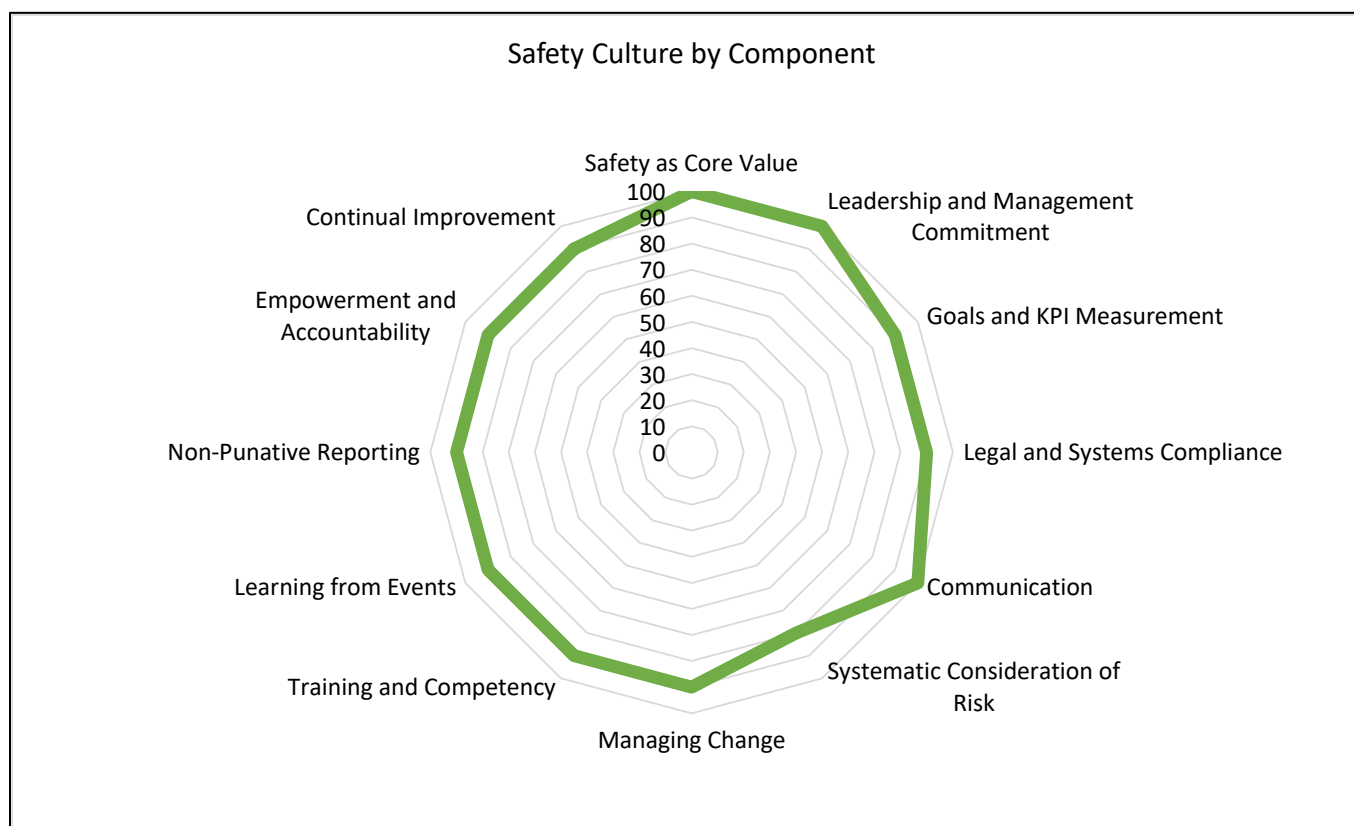 Safety Culture by Component
Safety as Core Value
Leadership and Management
Commitment
Goals and KPI Measurement
Legal and Systems Compliance
Communication
Systematic Consideration of
Risk
Managing Change
Training and Competency
Learning from Events
Non-Punative Reporting
Empowerment and
Accountability
Continual Improvement
100
90
80
70
60
50
40
30
20
10
0